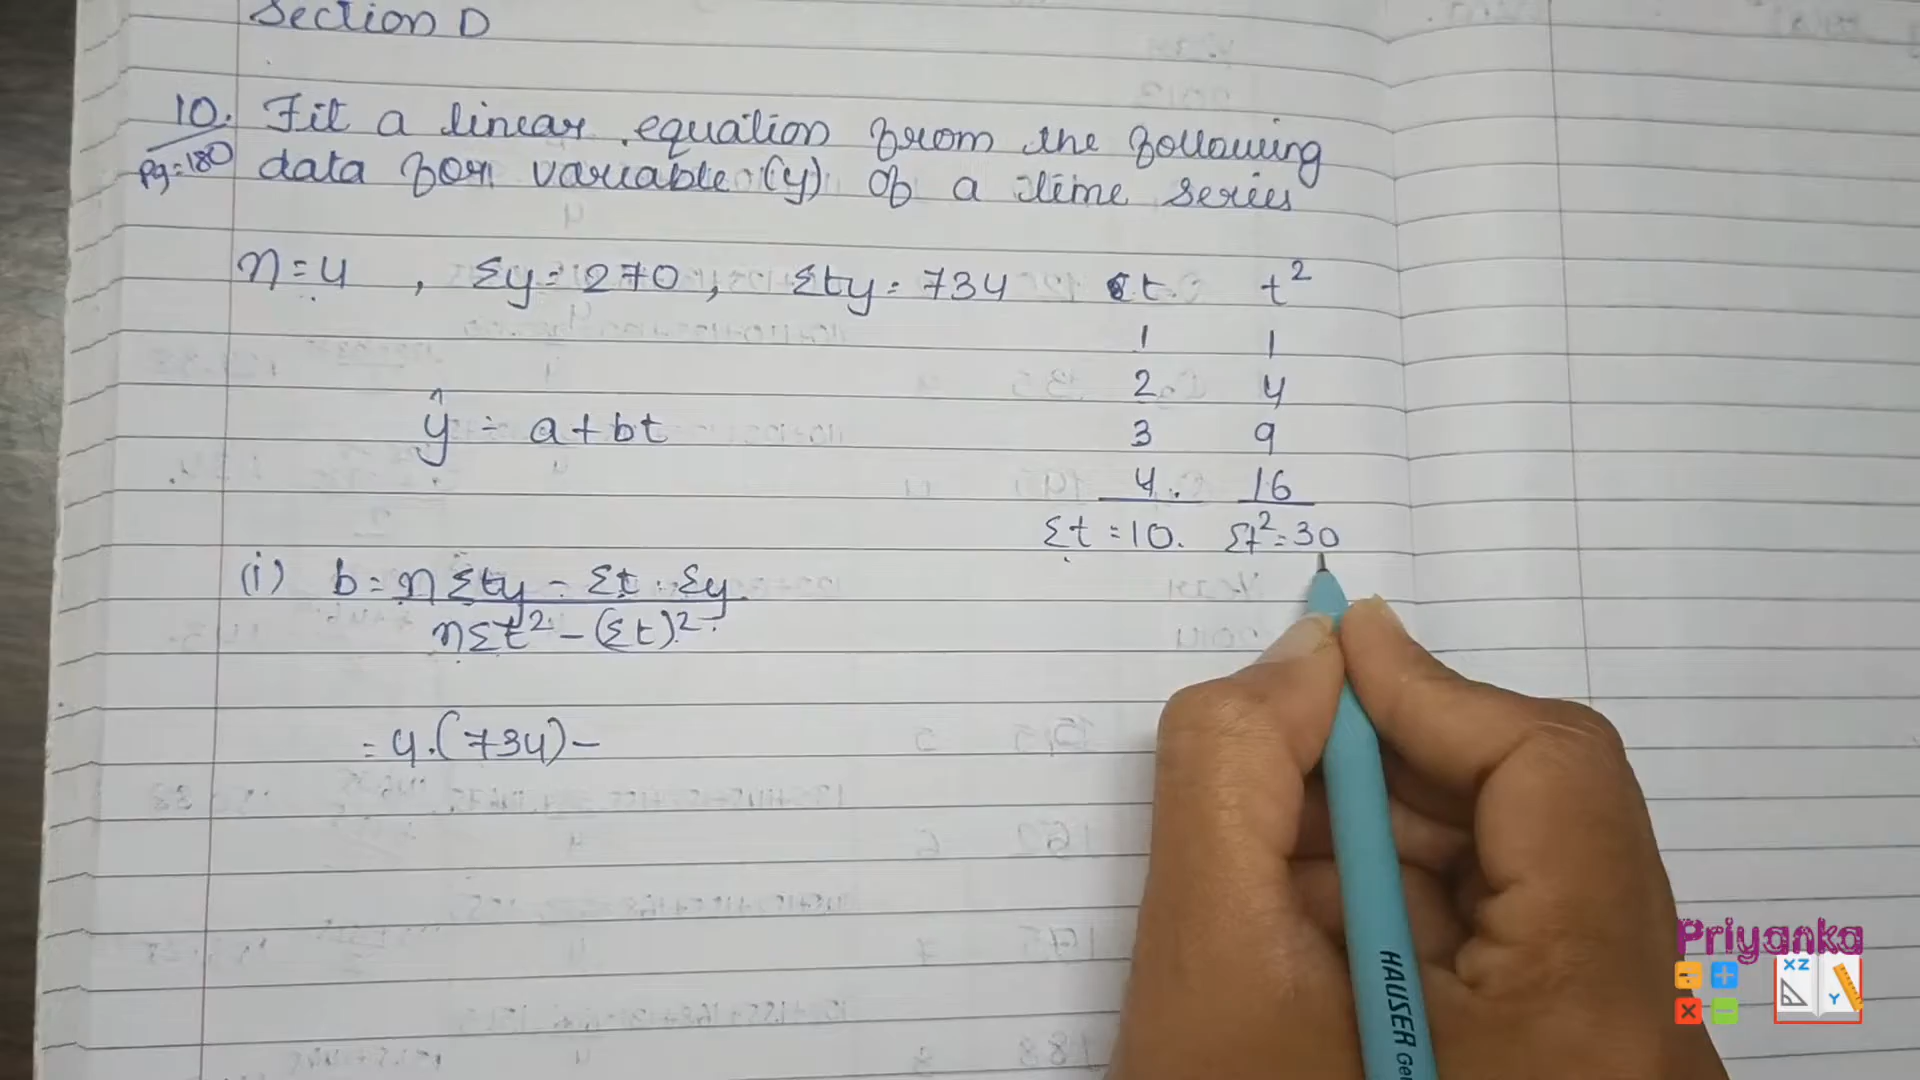 Section D
10. Fit a linear equation from the following
pg=180 data for variable (y) of a time series
n=4 , Σy=270, Σty=734 t t²
1 1
2 4
ŷ = a+bt 3 9
4. 16
Σt=10. Σt²=30
(i) b = nΣty - Σt . Σy
nΣt² - (Σt)²
= 4.(734) -
HAUSER
Priyanka
XZ
Y